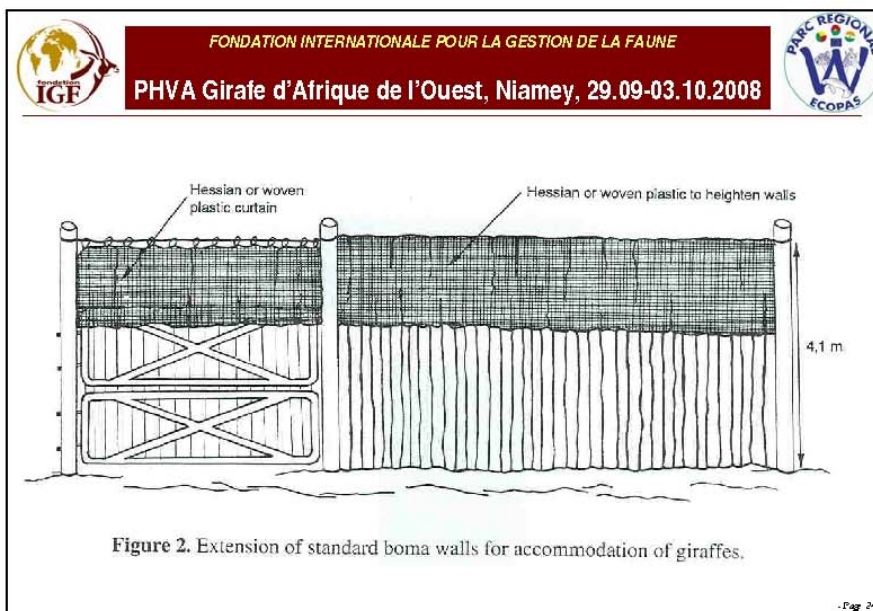 FONDATION INTERNATIONALE POUR LA GESTION DE LA FAUNE
PHVA Girafe d'Afrique de l'Ouest, Niamey, 29.09-03.10.2008
fondation
IGF
PARC REGIONAL
W
ECOPAS
Hessian or woven
plastic curtain
Hessian or woven plastic to heighten walls
4,1 m
Figure 2. Extension of standard boma walls for accommodation of giraffes.
- Page 24